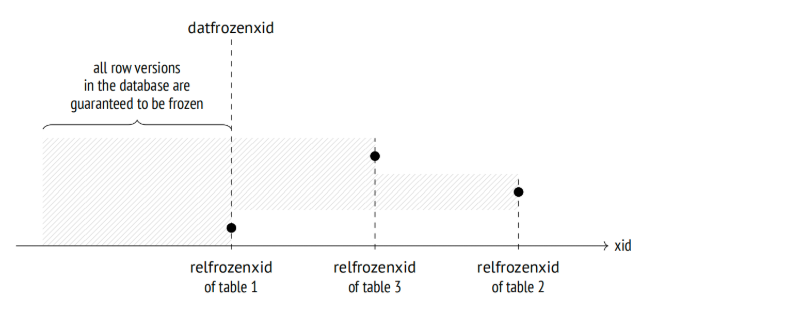 datfrozenxid
all row versions
in the database are
guaranteed to be frozen
xid
relfrozenxid
of table 1
relfrozenxid
of table 3
relfrozenxid
of table 2